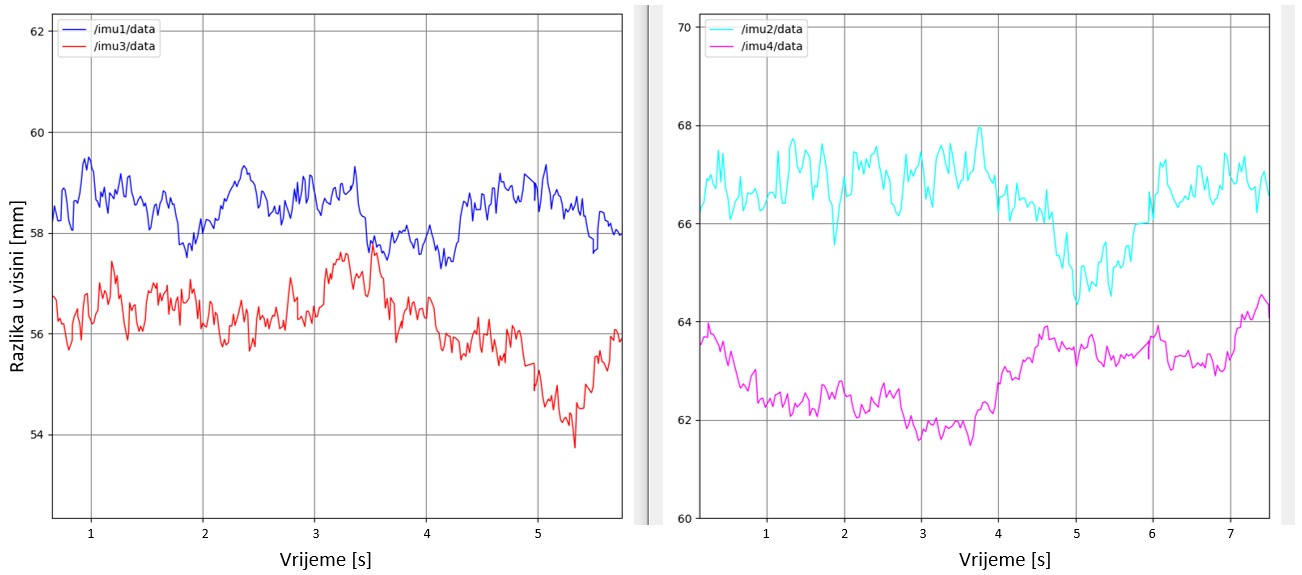 /imu1/data
/imu3/data
62
60
58
56
54
Razlika u visini [mm]
1 2 3 4 5
Vrijeme [s]
/imu2/data
/imu4/data
70
68
66
64
62
60
1 2 3 4 5 6 7
Vrijeme [s]